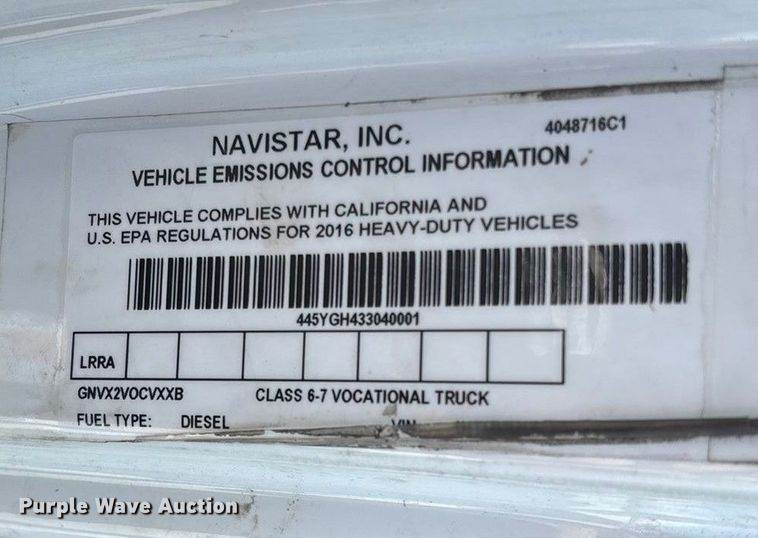 NAVISTAR, INC.
4048716C1
VEHICLE EMISSIONS CONTROL INFORMATION
THIS VEHICLE COMPLIES WITH CALIFORNIA AND
U.S. EPA REGULATIONS FOR 2016 HEAVY-DUTY VEHICLES
445YGH433040001
LRRA
GNVX2VOCVXXB CLASS 6-7 VOCATIONAL TRUCK
FUEL TYPE: DIESEL VIN
Purple Wave Auction